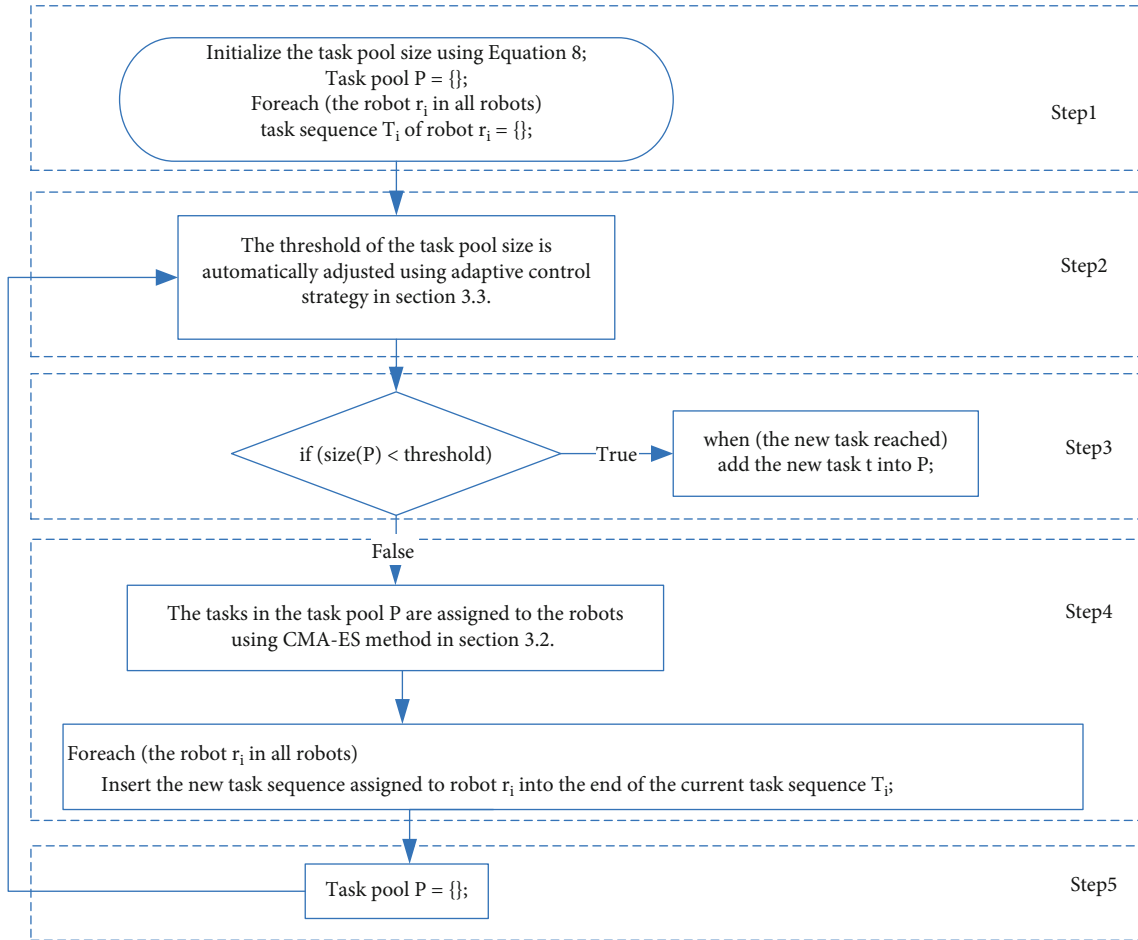 Initialize the task pool size using Equation 8;
Task pool P = {};
Foreach (the robot rᵢ in all robots)
task sequence Tᵢ of robot rᵢ = {};
Step1
The threshold of the task pool size is
automatically adjusted using adaptive control
strategy in section 3.3.
Step2
if (size(P) < threshold)
True
when (the new task reached)
add the new task t into P;
Step3
False
The tasks in the task pool P are assigned to the robots
using CMA-ES method in section 3.2.
Step4
Foreach (the robot rᵢ in all robots)
Insert the new task sequence assigned to robot rᵢ into the end of the current task sequence Tᵢ;
Task pool P = {};
Step5